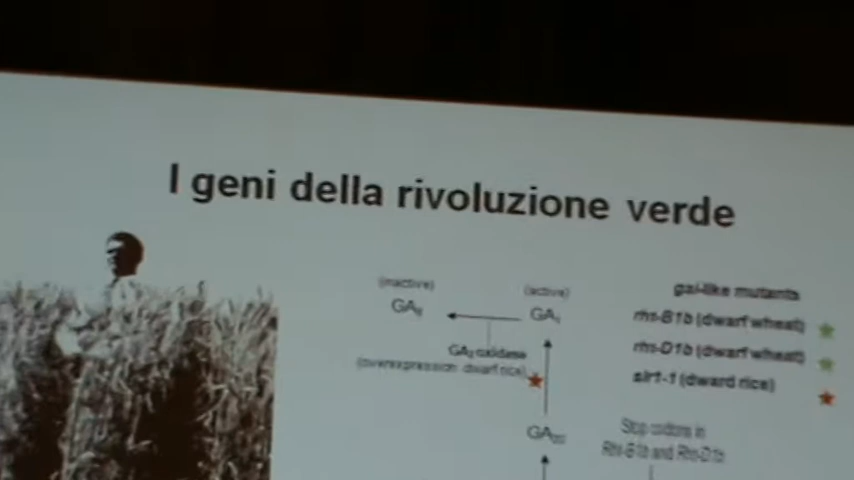 I geni della rivoluzione verde
(inactive)
GA₈
(active)
GA₁
GA₂ oxidase
(overexpression: dwarf rice)
GA₂₀
gai-like mutants
rht-B1b (dwarf wheat)
rht-D1b (dwarf wheat)
slr1-1 (dward rice)
Stop codons in
Rht-B1b and Rht-D1b